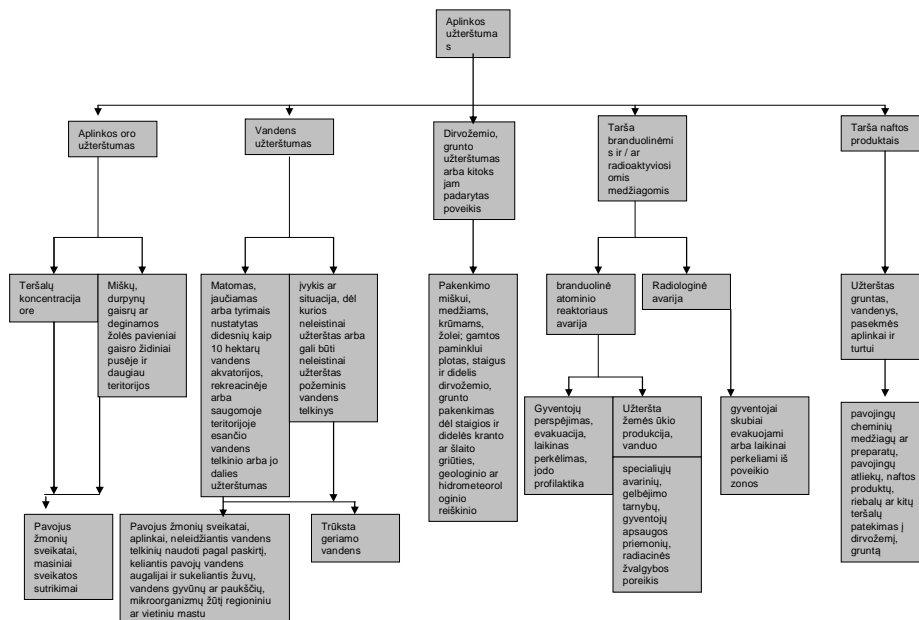 Aplinkos
užterštuma
s
Aplinkos oro
užterštumas
Vandens
užterštumas
Dirvožemio,
grunto
užterštumas
arba kitoks
jam
padarytas
poveikis
Tarša
branduolinėmi
s ir / ar
radioaktyviosi
omis
medžiagomis
Tarša naftos
produktais
Teršalų
koncentracija
ore
Miškų,
durpynų
gaisrų ar
deginamos
žolės pavieniai
gaisro židiniai
pusėje ir
daugiau
teritorijos
Matomas,
jaučiamas
arba tyrimais
nustatytas
didesnių kaip
10 hektarų
vandens
akvatorijos,
rekreacinėje
arba
saugomoje
teritorijoje
esančio
vandens
telkinio arba jo
dalies
užterštumas
įvykis ar
situacija, dėl
kurios
neleistinai
užterštas arba
gali būti
neleistinai
užterštas
požeminis
vandens
telkinys
Pakenkimo
miškui,
medžiams,
krūmams,
žolei; gamtos
paminklui
plotas, staigus
ir didelis
dirvožemio,
grunto
pakenkimas
dėl staigios ir
didelės kranto
ar šlaito
griūties,
geologinio ar
hidrometeorol
oginio
reiškinio
branduolinė
atominio
reaktoriaus
avarija
Radiologinė
avarija
Užterštas
gruntas,
vandenys,
pasekmės
aplinkai ir
turtui
Gyventojų
perspėjimas,
evakuacija,
laikinas
perkėlimas,
jodo
profilaktika
Užteršta
žemės ūkio
produkcija,
vanduo
specialiųjų
avarinių,
gelbėjimo
tarnybų,
gyventojų
apsaugos
priemonių,
radiacinės
žvalgybos
poreikis
gyventojai
skubiai
evakuojami
arba laikinai
perkeliami iš
poveikio
zonos
pavojingų
cheminių
medžiagų ar
preparatų,
pavojingų
atliekų, naftos
produktų,
riebalų ar kitų
teršalų
patekimas į
dirvožemį,
gruntą
Pavojus
žmonių
sveikatai,
masiniai
sveikatos
sutrikimai
Pavojus žmonių sveikatai,
aplinkai, neleidžiantis vandens
telkinių naudoti pagal paskirtį,
keliantis pavojų vandens
augalijai ir sukeliantis žuvų,
vandens gyvūnų ar paukščių,
mikroorganizmų žūtį regioniniu
ar vietiniu mastu
Trūksta
geriamo
vandens